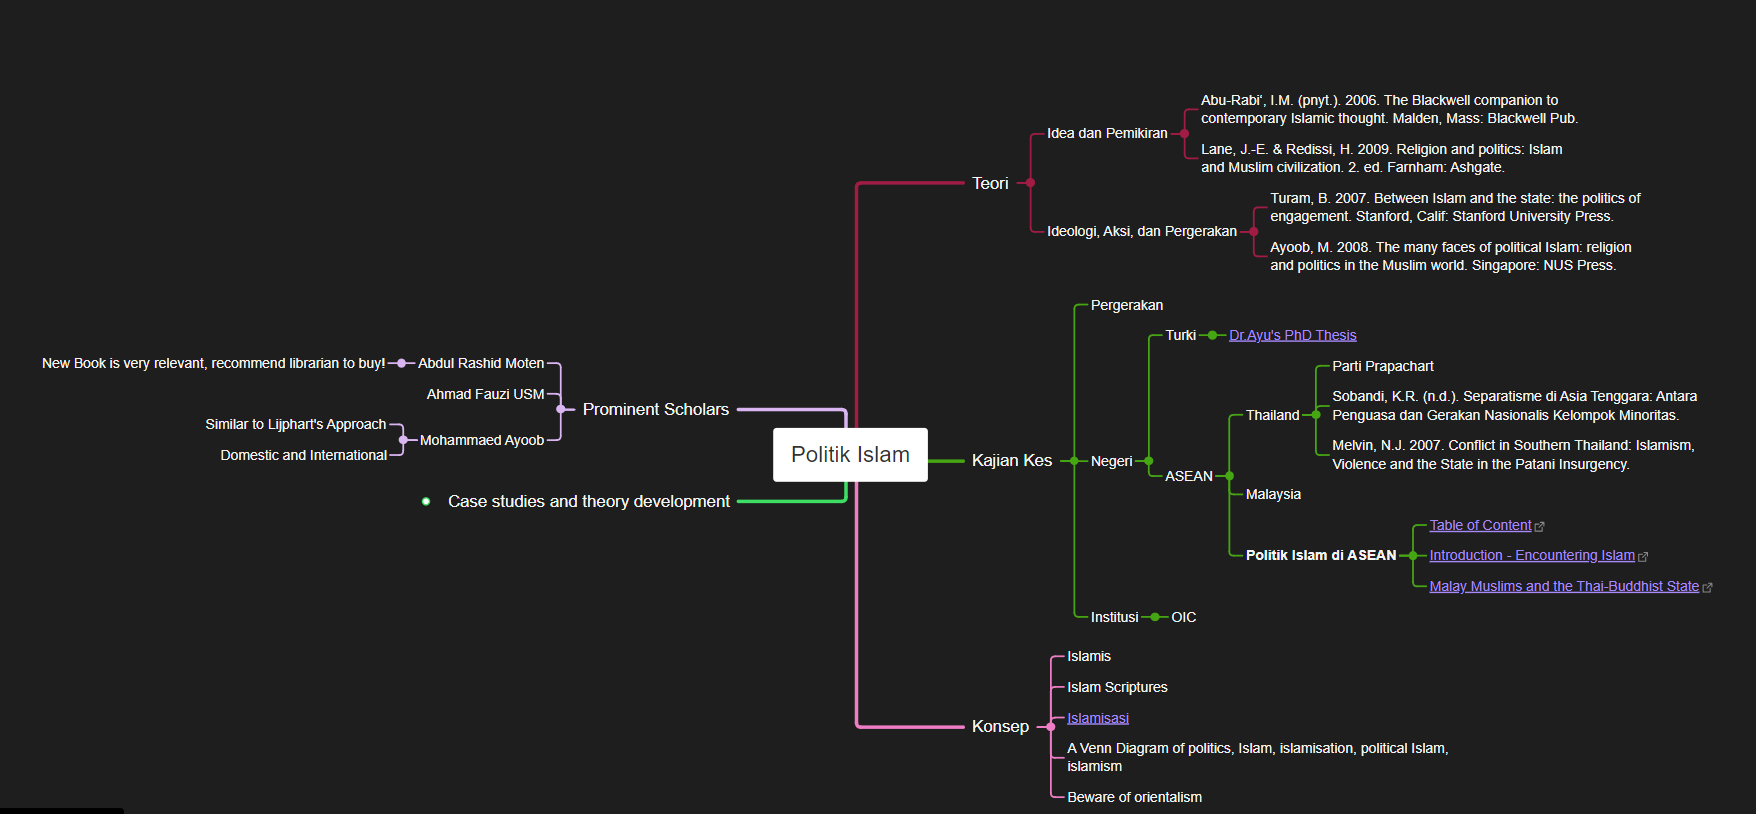 Politik Islam
Teori
Idea dan Pemikiran
Abu-Rabi', I.M. (pnyt.). 2006. The Blackwell companion to
contemporary Islamic thought. Malden, Mass: Blackwell Pub.
Lane, J.-E. & Redissi, H. 2009. Religion and politics: Islam
and Muslim civilization. 2. ed. Farnham: Ashgate.
Ideologi, Aksi, dan Pergerakan
Turam, B. 2007. Between Islam and the state: the politics of
engagement. Stanford, Calif: Stanford University Press.
Ayoob, M. 2008. The many faces of political Islam: religion
and politics in the Muslim world. Singapore: NUS Press.
Kajian Kes
Pergerakan
Negeri
Turki
Dr.Ayu's PhD Thesis
ASEAN
Thailand
Parti Prapachart
Sobandi, K.R. (n.d.). Separatisme di Asia Tenggara: Antara
Penguasa dan Gerakan Nasionalis Kelompok Minoritas.
Melvin, N.J. 2007. Conflict in Southern Thailand: Islamism,
Violence and the State in the Patani Insurgency.
Malaysia
Politik Islam di ASEAN
Table of Content
Introduction - Encountering Islam
Malay Muslims and the Thai-Buddhist State
Institusi
OIC
Konsep
Islamis
Islam Scriptures
Islamisasi
A Venn Diagram of politics, Islam, islamisation, political Islam,
islamism
Beware of orientalism
Prominent Scholars
Abdul Rashid Moten
New Book is very relevant, recommend librarian to buy!
Ahmad Fauzi USM
Mohammaed Ayoob
Similar to Lijphart's Approach
Domestic and International
Case studies and theory development